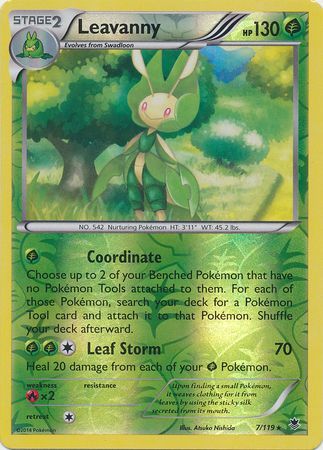 STAGE2
Leavanny
HP130
Evolves from Swadloon
NO. 542 Nurturing Pokémon HT: 3'11" WT: 45.2 lbs.
Coordinate
Choose up to 2 of your Benched Pokémon that have
no Pokémon Tools attached to them. For each of
those Pokémon, search your deck for a Pokémon
Tool card and attach it to that Pokémon. Shuffle
your deck afterward.
Leaf Storm 70
Heal 20 damage from each of your Pokémon.
weakness resistance
×2
retreat
Upon finding a small Pokémon,
it weaves clothing for it from
leaves by using the sticky silk
secreted from its mouth.
©2014 Pokémon
Illus. Atsuko Nishida
7/119 ★